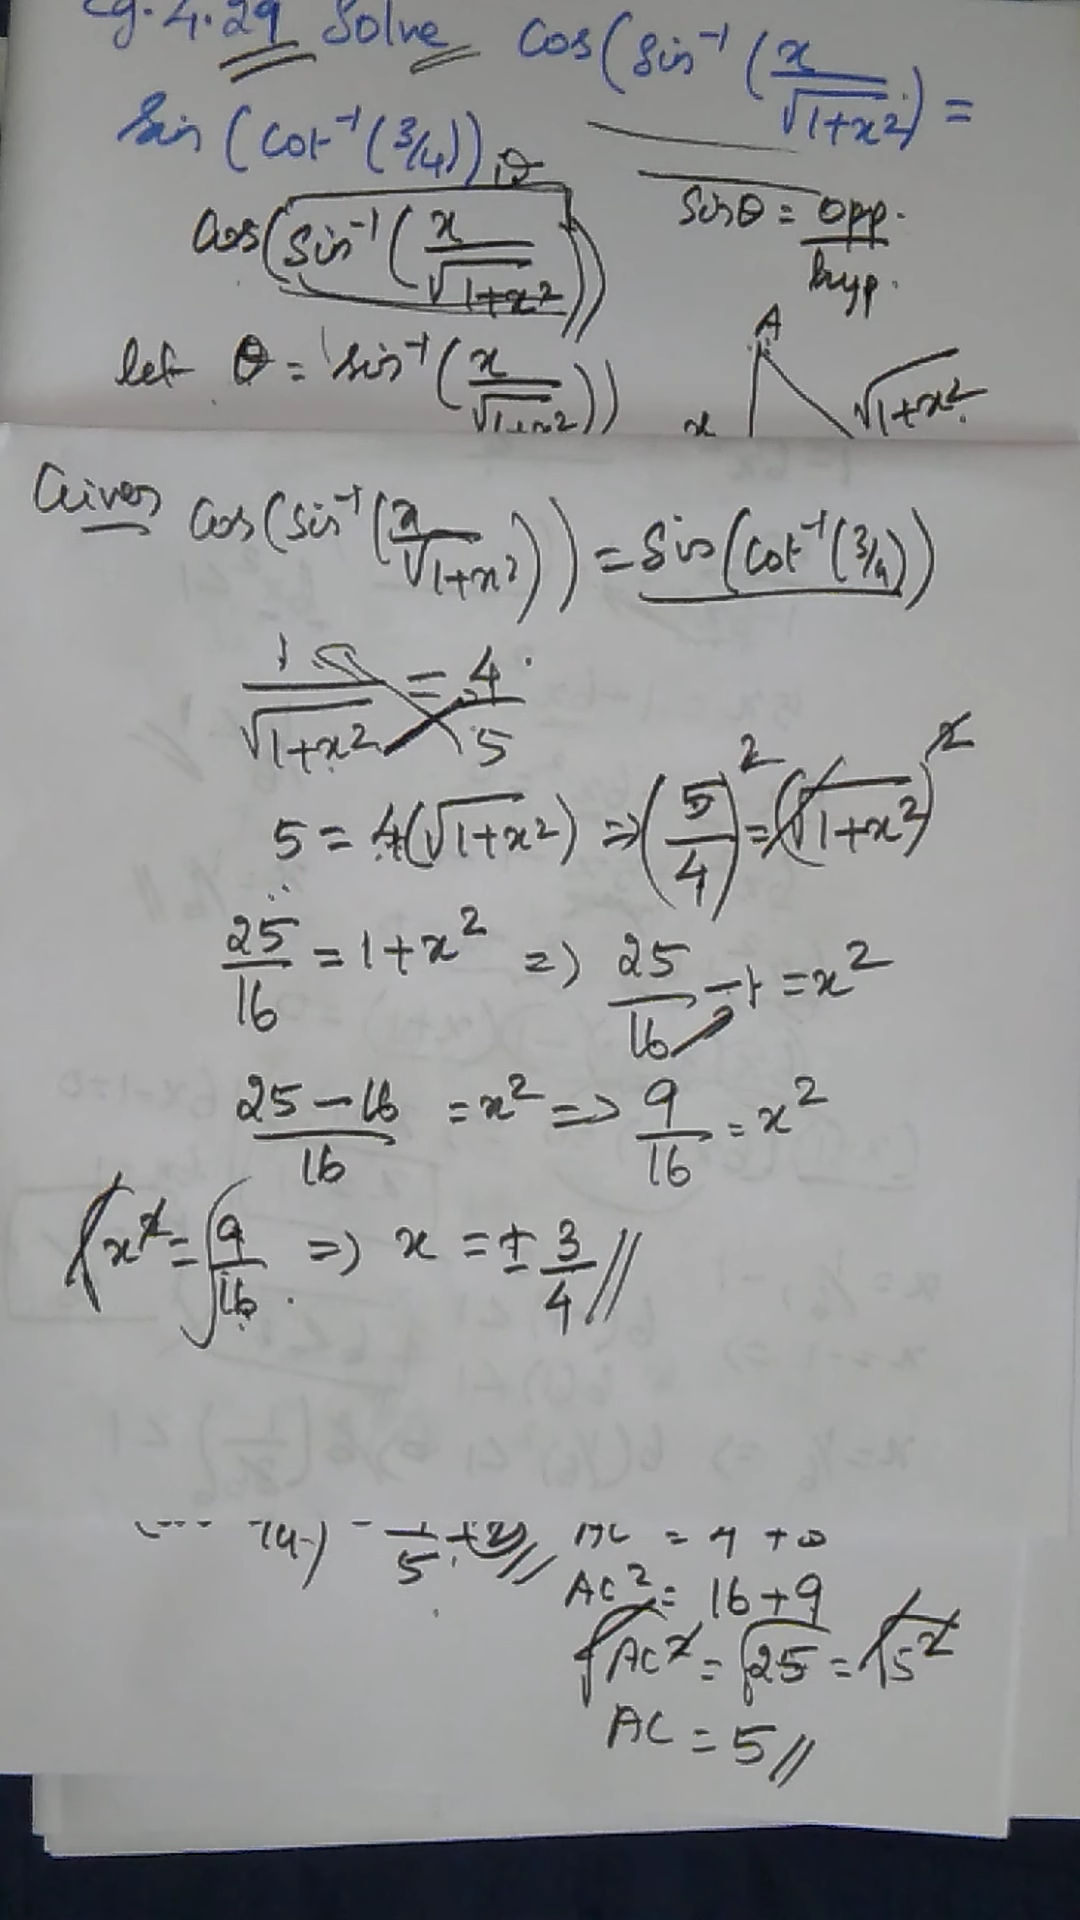 Eg. 4.29 Solve cos(sin⁻¹(x/√1+x²)) =
sin (cot⁻¹(3/4))
θ
cos(sin⁻¹(x/√1+x²))
sinθ = opp./hyp.
let θ = sin⁻¹(x/√1+x²))
A
x
√1+x²
Given cos(sin⁻¹(x/√1+x²)) = sin(cot⁻¹(3/4))
1/√1+x² = 4/5
5 = 4(√1+x²) => (5/4)² = (√1+x²)²
25/16 = 1+x² => 25/16 - 1 = x²
25-16/16 = x² => 9/16 = x²
√x² = √9/16 => x = ± 3/4 //
AC² = 16+9
√AC² = √25 = √5²
AC = 5 //